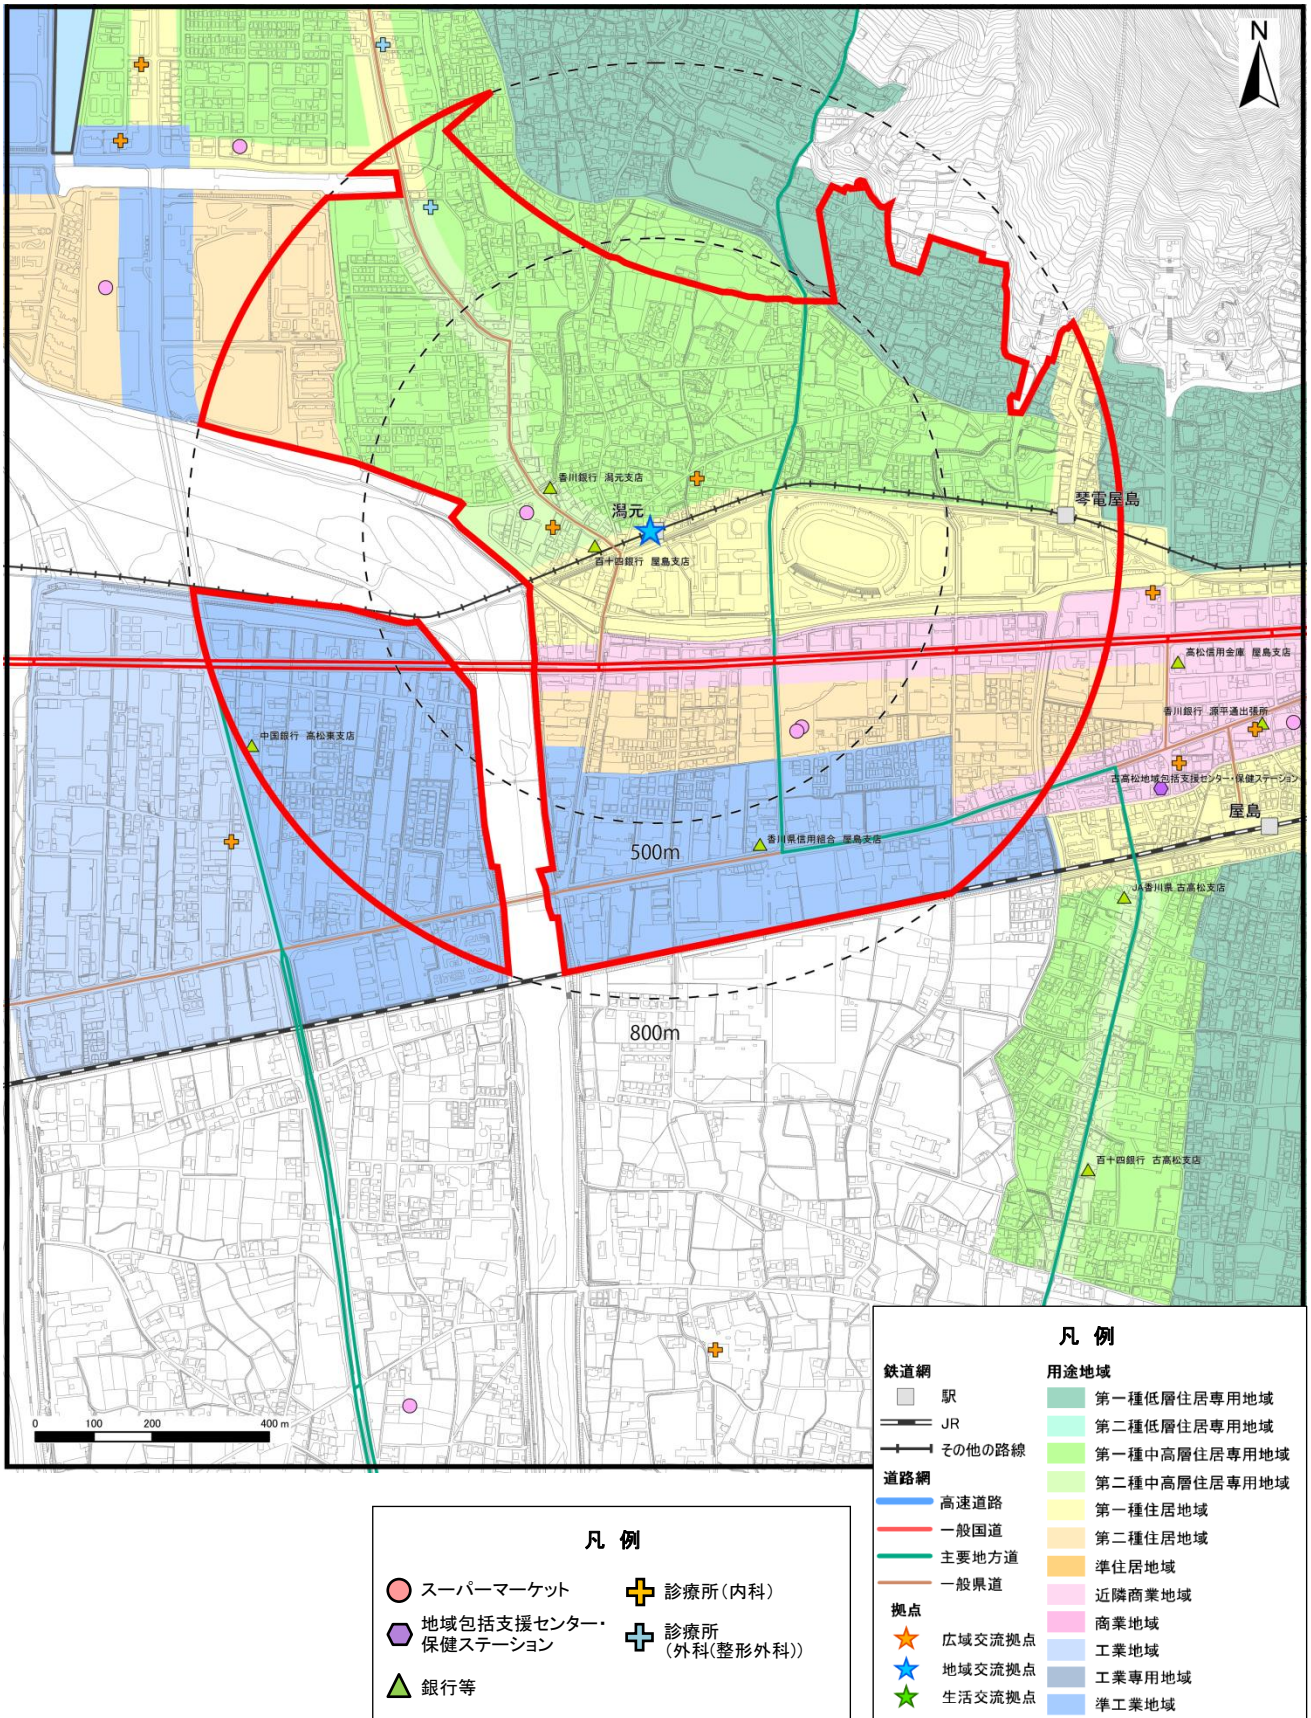 N
香川銀行 潟元支店
潟元
百十四銀行 屋島支店
琴電屋島
高松信用金庫 屋島支店
香川銀行 源平通出張所
中国銀行 高松東支店
古高松地域包括支援センター・保健ステーション
屋島
香川県信用組合 屋島支店
500m
JA香川県 古高松支店
800m
百十四銀行 古高松支店
0 100 200 400 m
凡 例
鉄道網
駅
JR
その他の路線
道路網
高速道路
一般国道
主要地方道
一般県道
拠点
広域交流拠点
地域交流拠点
生活交流拠点
用途地域
第一種低層住居専用地域
第二種低層住居専用地域
第一種中高層住居専用地域
第二種中高層住居専用地域
第一種住居地域
第二種住居地域
準住居地域
近隣商業地域
商業地域
工業地域
工業専用地域
準工業地域
凡 例
スーパーマーケット
地域包括支援センター・
保健ステーション
銀行等
診療所(内科)
診療所
(外科(整形外科))